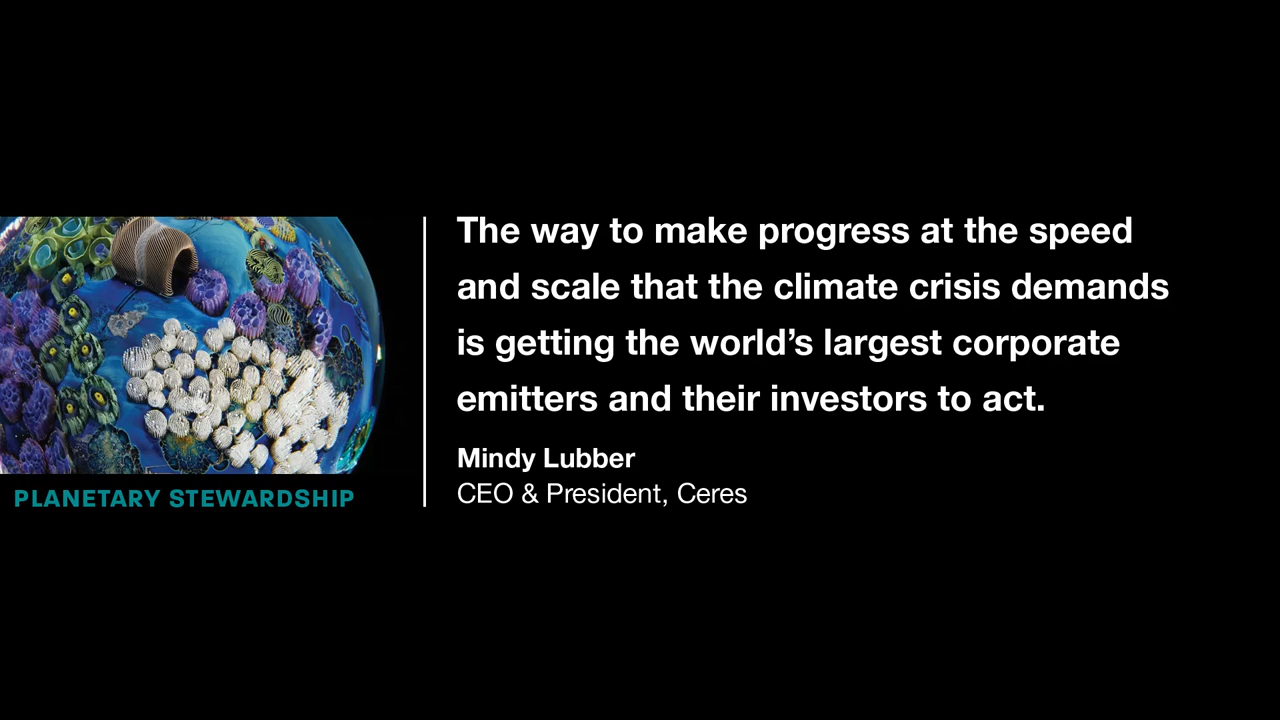 The way to make progress at the speed
and scale that the climate crisis demands
is getting the world’s largest corporate
emitters and their investors to act.
Mindy Lubber
CEO & President, Ceres
PLANETARY STEWARDSHIP